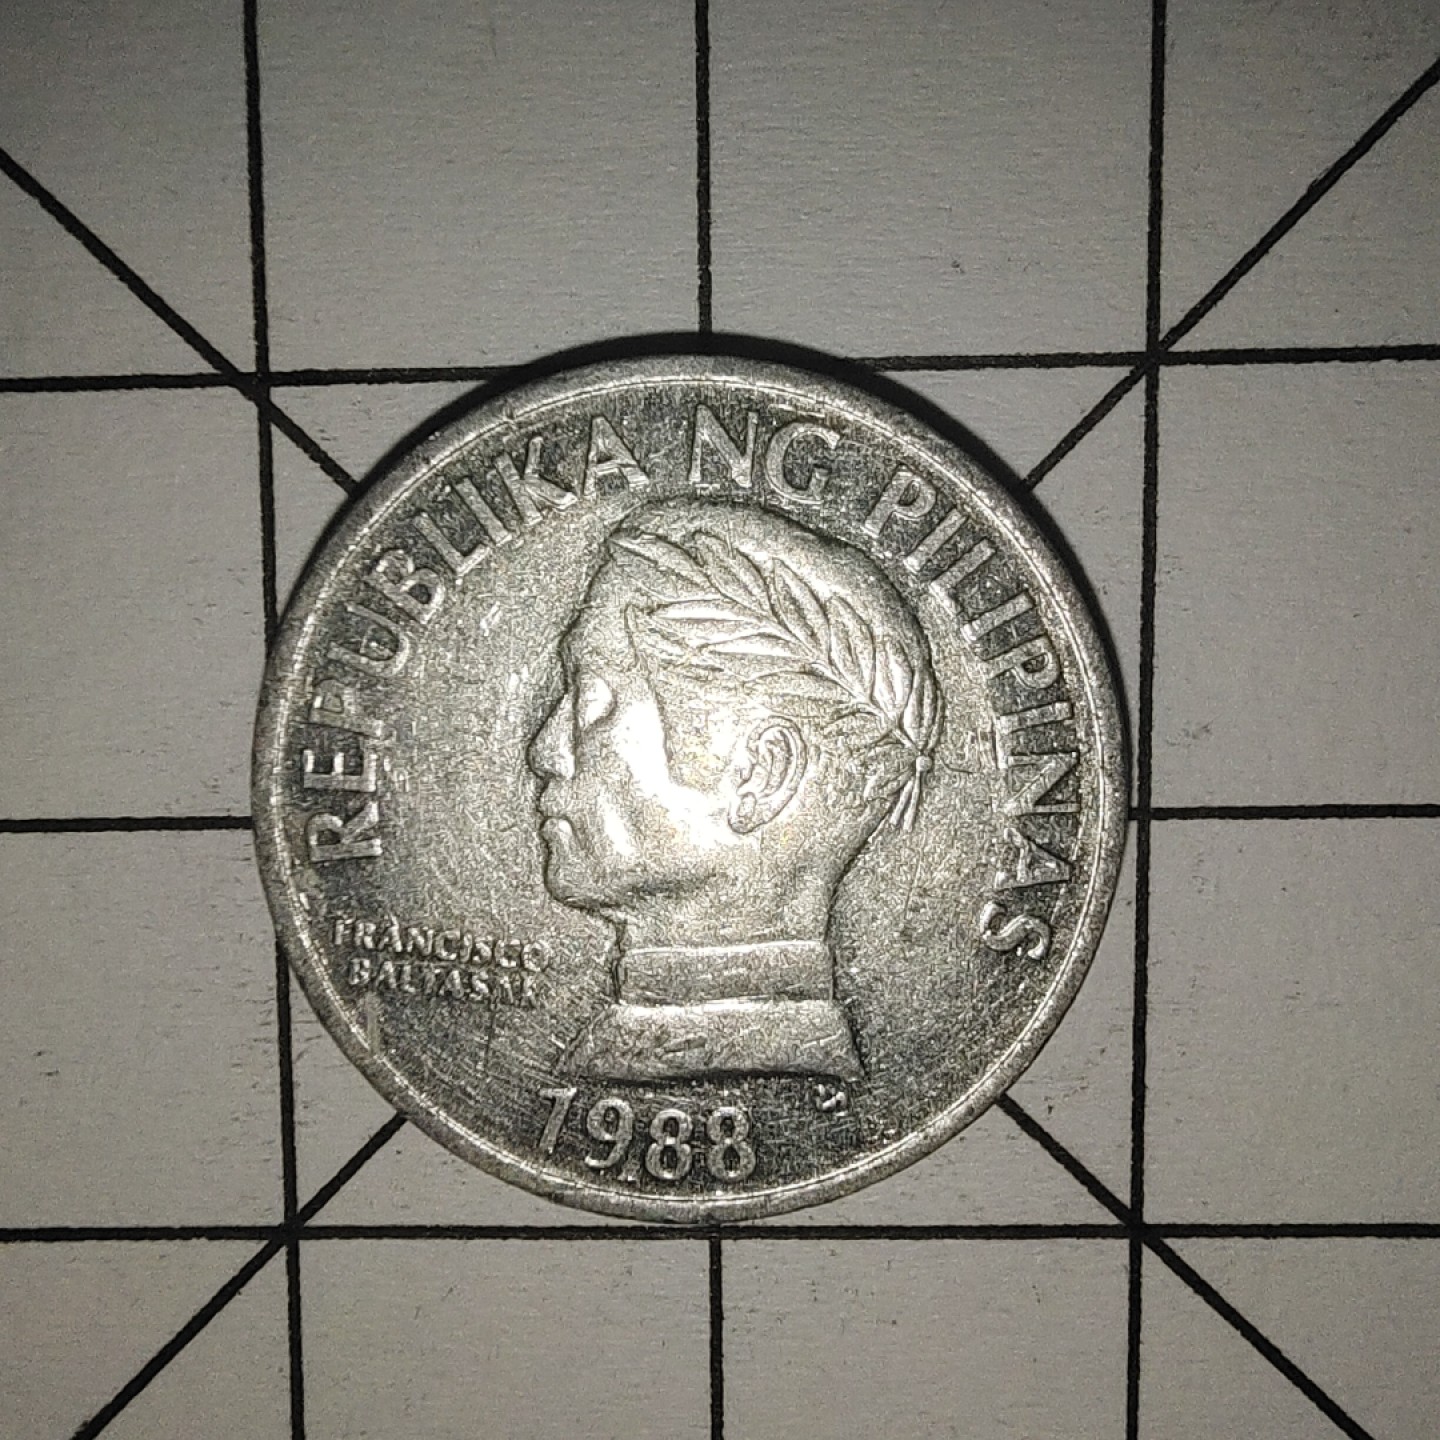 REPUBLIKA NG PILIPINAS
FRANCISCO
BALTASAR
1988